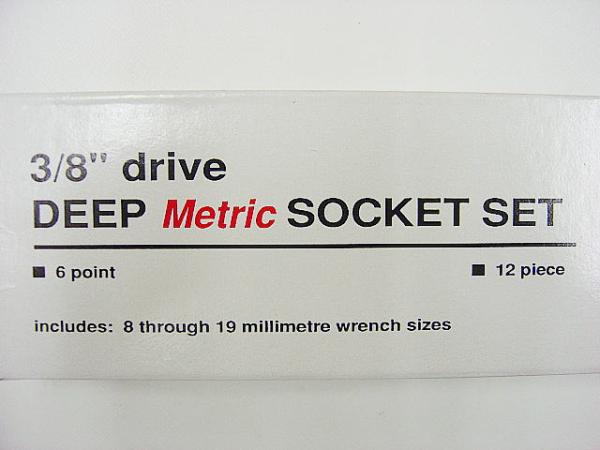 3/8" drive
DEEP Metric SOCKET SET
■ 6 point ■ 12 piece
includes: 8 through 19 millimetre wrench sizes